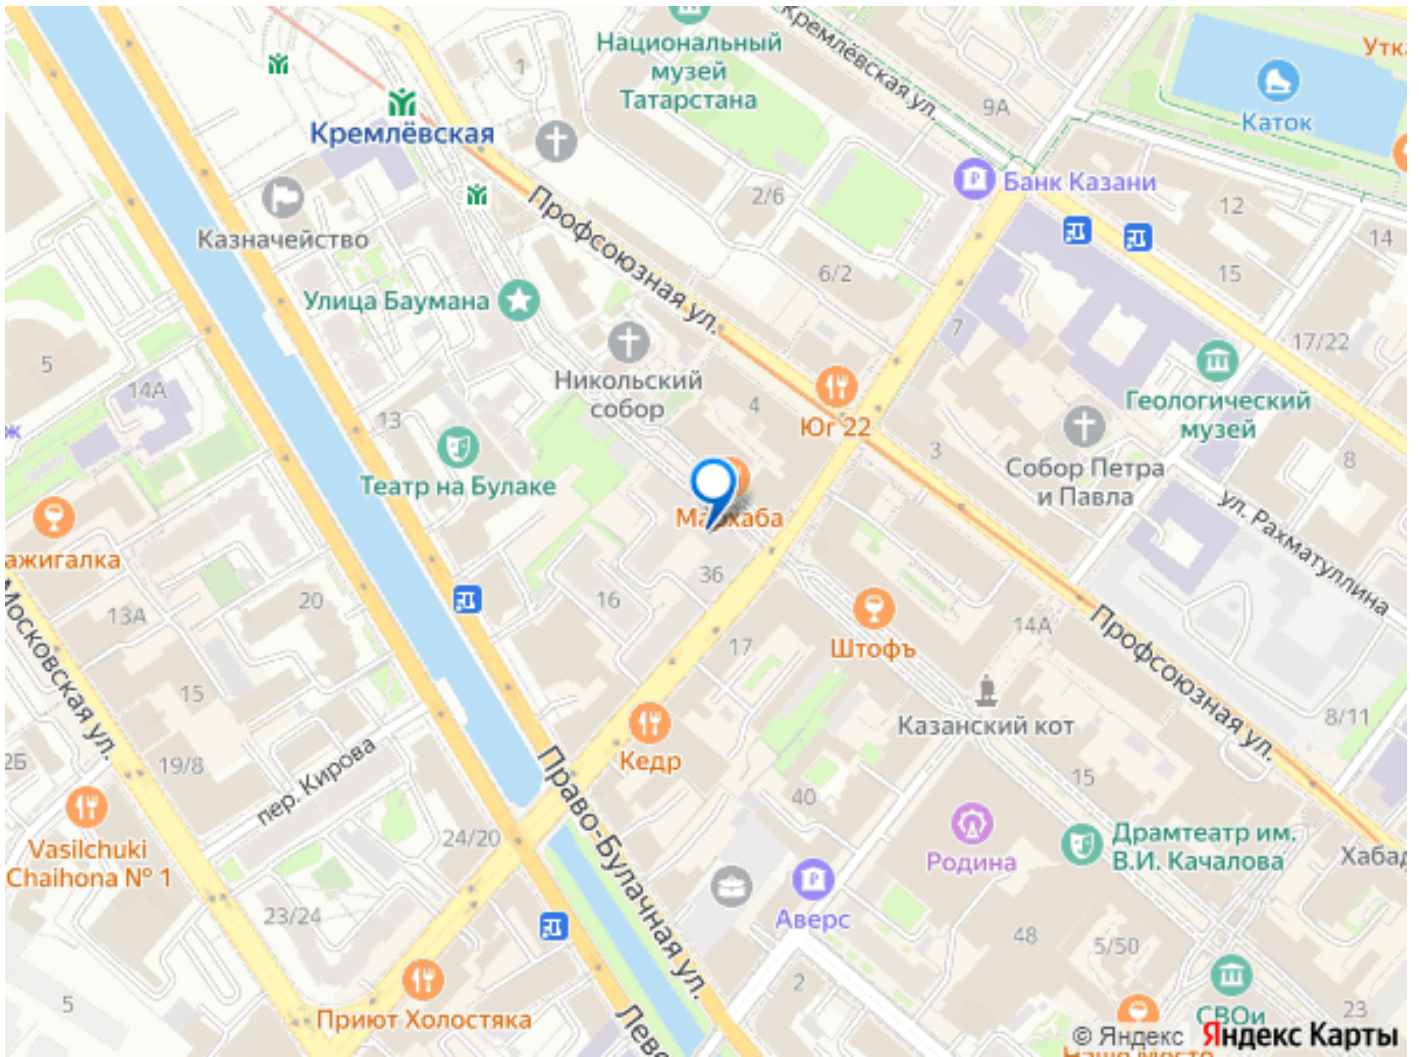 Национальный
музей
Татарстана
Кремлёвская ул.
9А
Каток
Кремлёвская
1
Банк Казани
2/6
12
14
Казначейство
Профсоюзная ул.
6/2
15
Улица Баумана
7
17/22
5
14А
Никольский
собор
4
Юг 22
Геологический
музей
13
3
8
Театр на Булаке
Собор Петра
и Павла
ул. Рахматуллина
36
16
20
13А
14А
Профсоюзная ул.
Московская ул.
17
Штофъ
15
Казанский кот
8/11
Кедр
19/8
пер. Кирова
Право-Булачная ул.
15
40
Vasilchuki
Chaihona № 1
24/20
Родина
Драмтеатр им.
В.И. Качалова
Аверс
23/24
48
5/50
2
5
Приют Холостяка
СВОи
23
© Яндекс Яндекс Карты